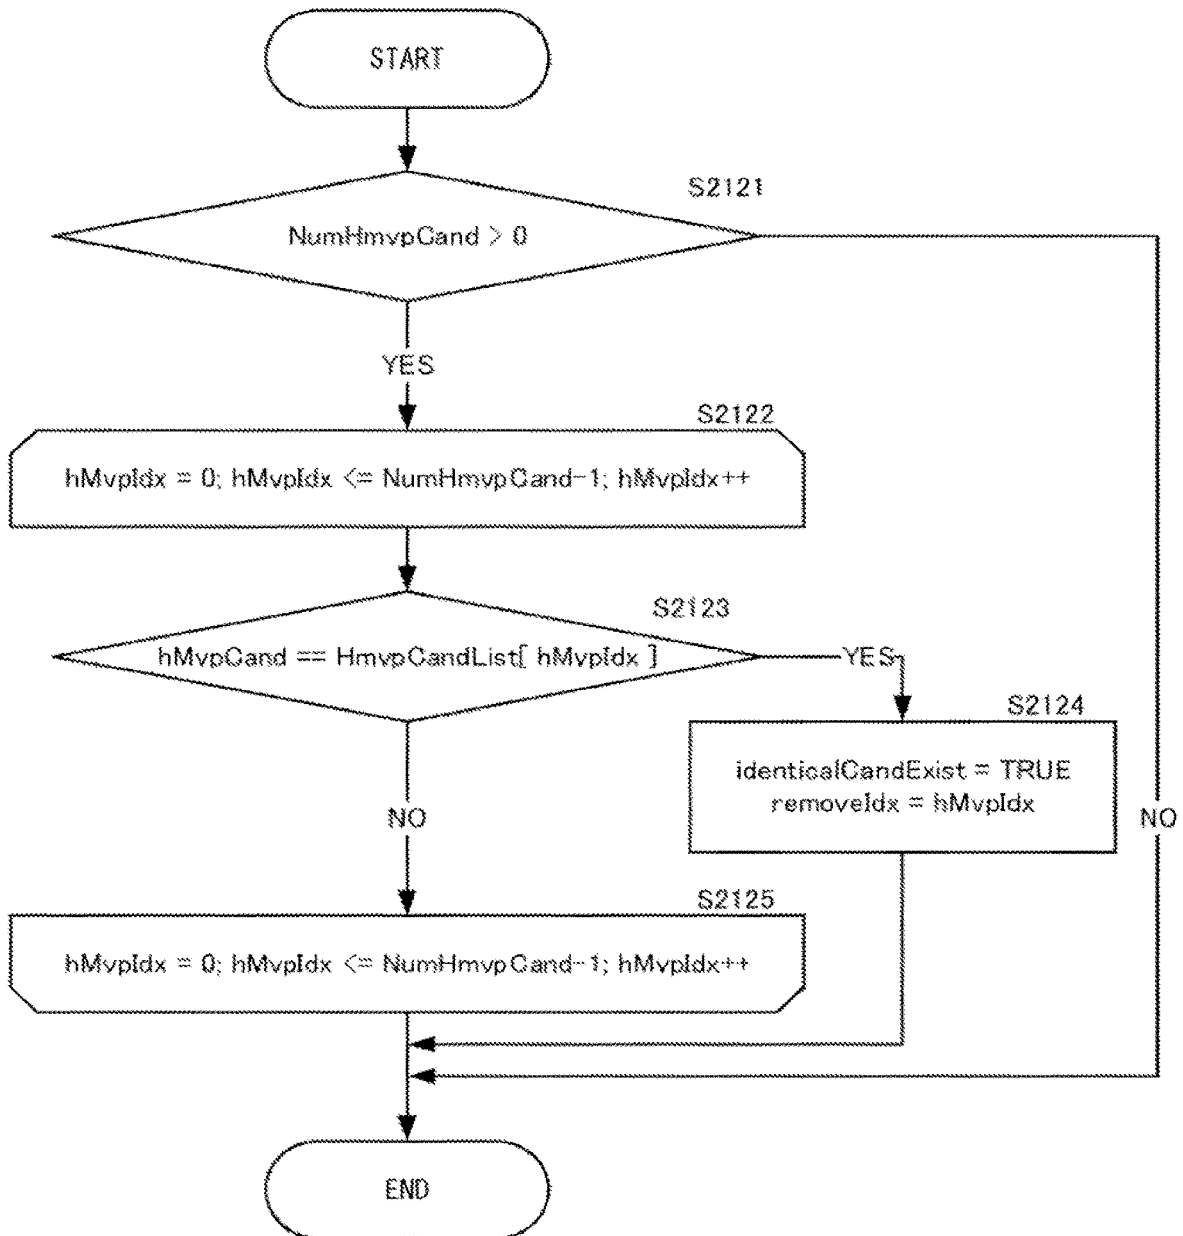 START
S2121
NumHmvpCand > 0
YES
S2122
hMvpIdx = 0; hMvpIdx <= NumHmvpCand-1; hMvpIdx++
S2123
hMvpCand == HmvpCandList[ hMvpIdx ]
YES
S2124
identicalCandExist = TRUE
removeIdx = hMvpIdx
NO
NO
S2125
hMvpIdx = 0; hMvpIdx <= NumHmvpCand-1; hMvpIdx++
END